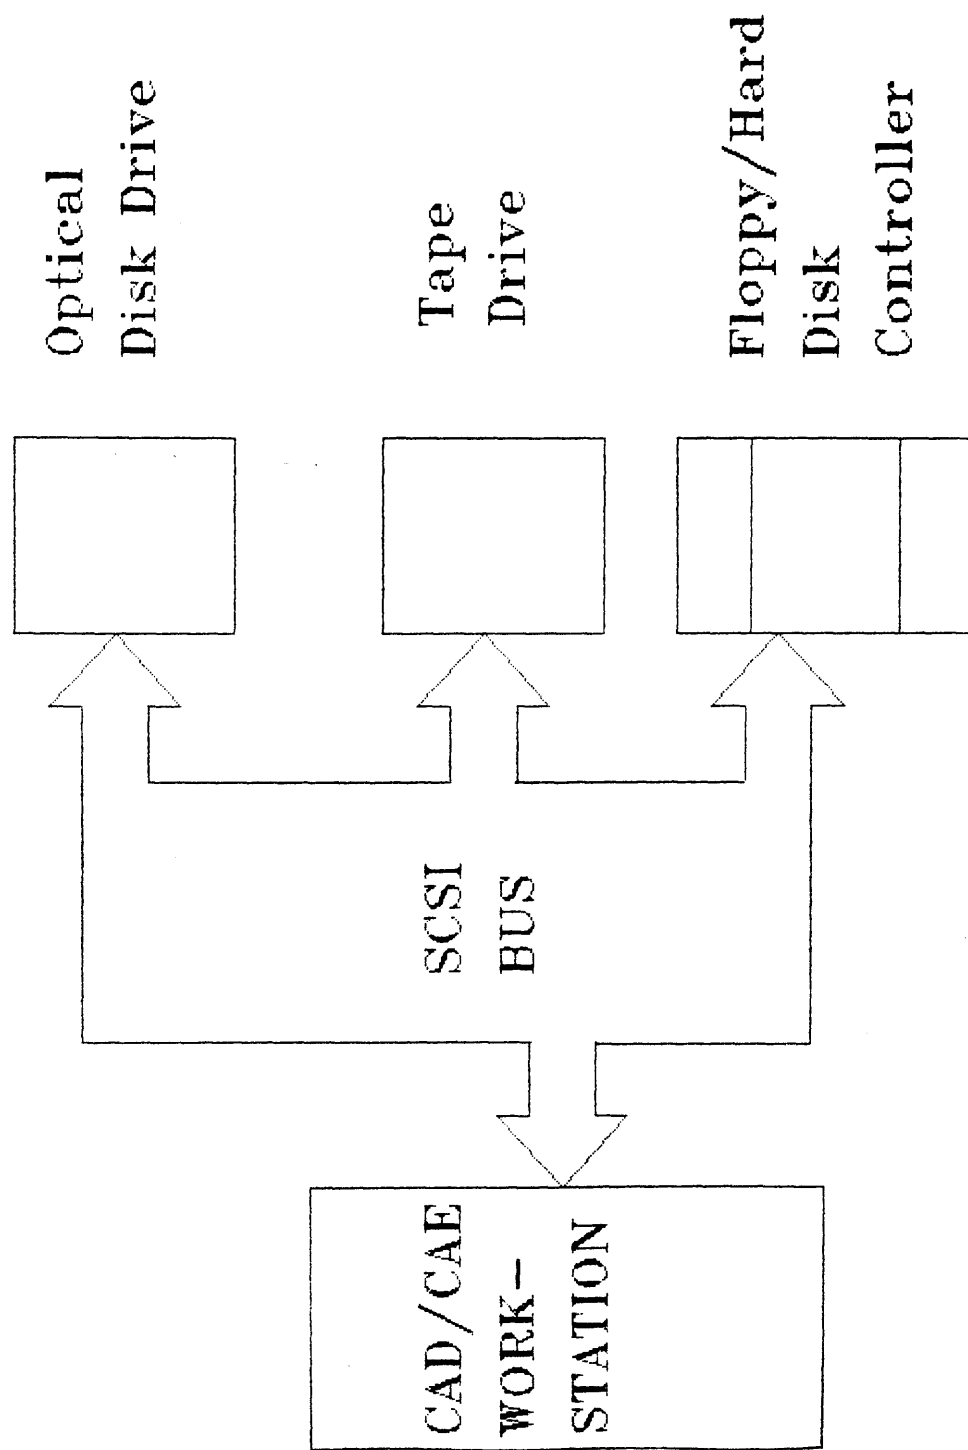 CAD/CAE
WORK-
STATION
SCSI
BUS
Optical
Disk Drive
Tape
Drive
Floppy/Hard
Disk
Controller